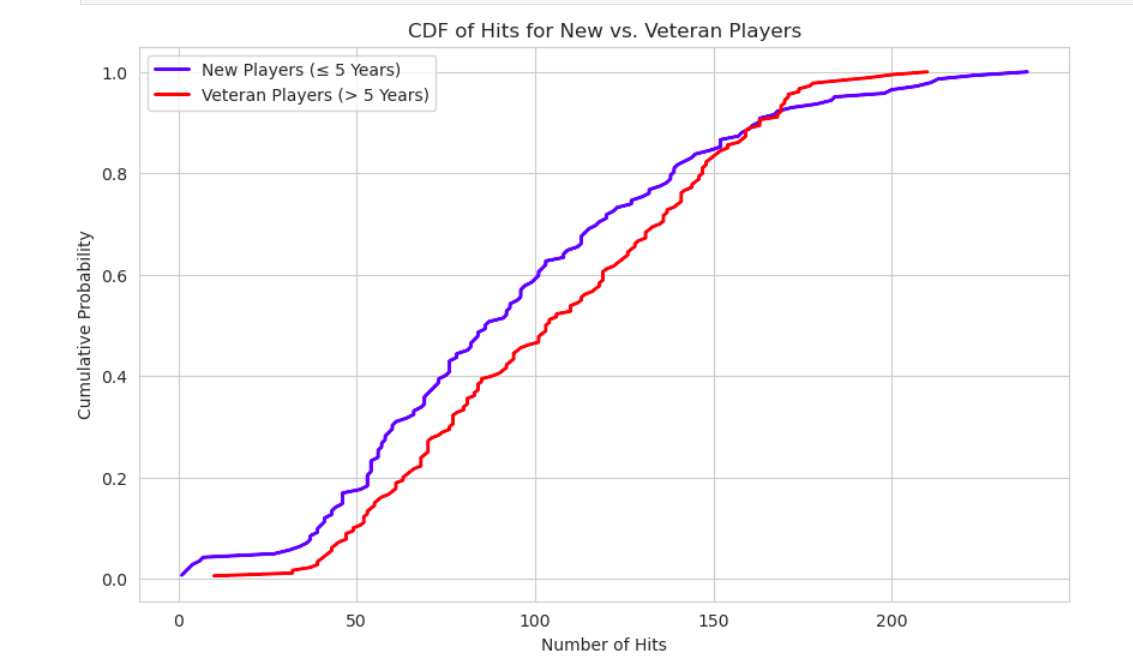 CDF of Hits for New vs. Veteran Players
New Players (≤ 5 Years)
Veteran Players (> 5 Years)
Cumulative Probability
1.0
0.8
0.6
0.4
0.2
0.0
0
50
100
150
200
Number of Hits